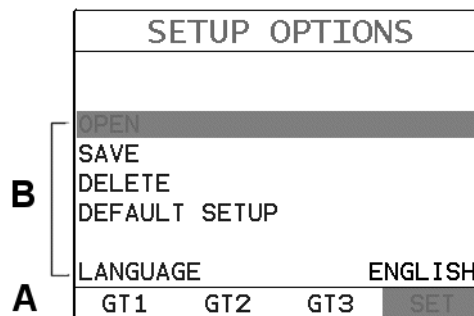 SETUP OPTIONS
OPEN
SAVE
DELETE
DEFAULT SETUP
B
LANGUAGE ENGLISH
A GT1 GT2 GT3 SET